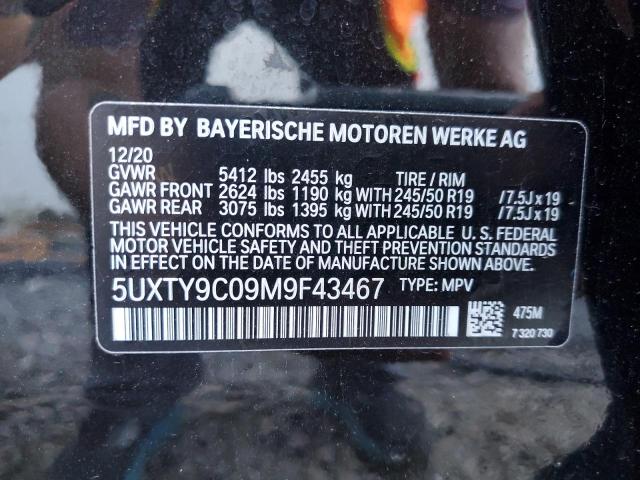 MFD BY BAYERISCHE MOTOREN WERKE AG
12/20
GVWR 5412 lbs 2455 kg TIRE / RIM
GAWR FRONT 2624 lbs 1190 kg WITH 245/50 R19 /7.5J x 19
GAWR REAR 3075 lbs 1395 kg WITH 245/50 R19 /7.5J x 19
THIS VEHICLE CONFORMS TO ALL APPLICABLE U. S. FEDERAL
MOTOR VEHICLE SAFETY AND THEFT PREVENTION STANDARDS
IN EFFECT ON THE DATE OF MANUFACTURE SHOWN ABOVE.
5UXTY9C09M9F43467 TYPE: MPV
475M
7 320 730